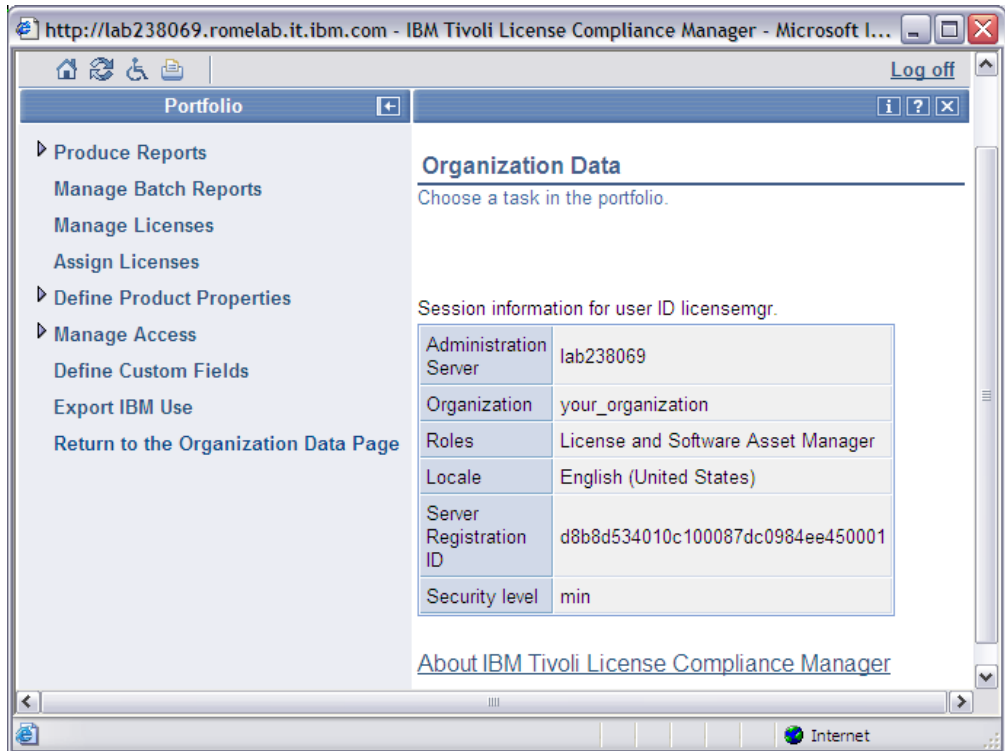 http://lab238069.romelab.it.ibm.com - IBM Tivoli License Compliance Manager - Microsoft I...
Log off
Portfolio
Produce Reports
Manage Batch Reports
Manage Licenses
Assign Licenses
Define Product Properties
Manage Access
Define Custom Fields
Export IBM Use
Return to the Organization Data Page
i ? X
Organization Data
Choose a task in the portfolio.
Session information for user ID licensemgr.
Administration Server
lab238069
Organization
your_organization
Roles
License and Software Asset Manager
Locale
English (United States)
Server Registration ID
d8b8d534010c100087dc0984ee450001
Security level
min
About IBM Tivoli License Compliance Manager
Internet